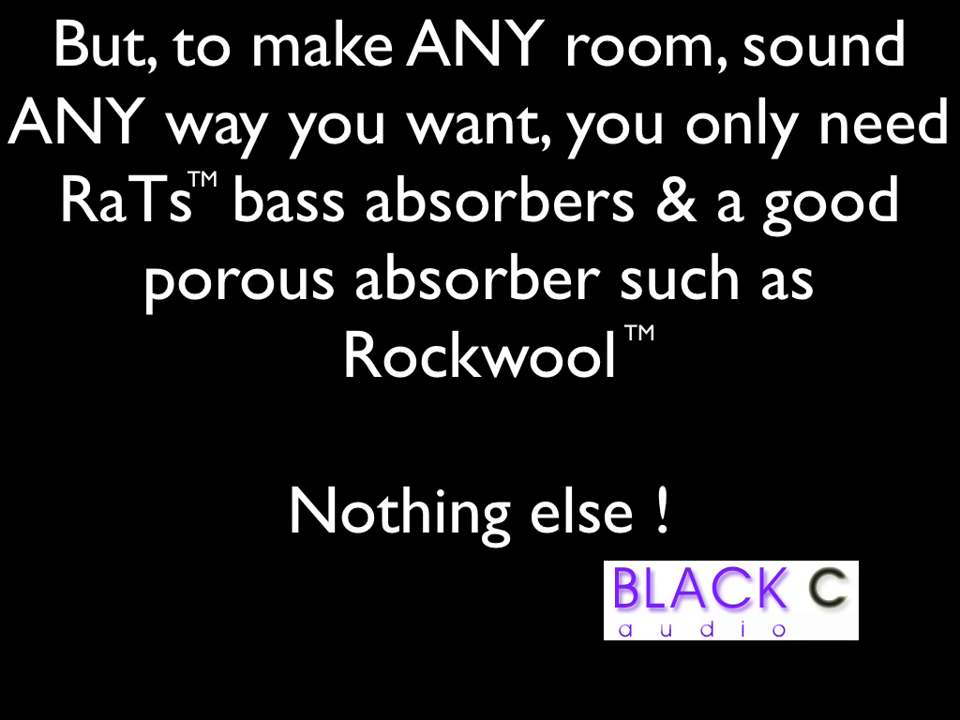 But, to make ANY room, sound
ANY way you want, you only need
RaTs™ bass absorbers & a good
porous absorber such as
Rockwool™
Nothing else !
BLACK C
audio